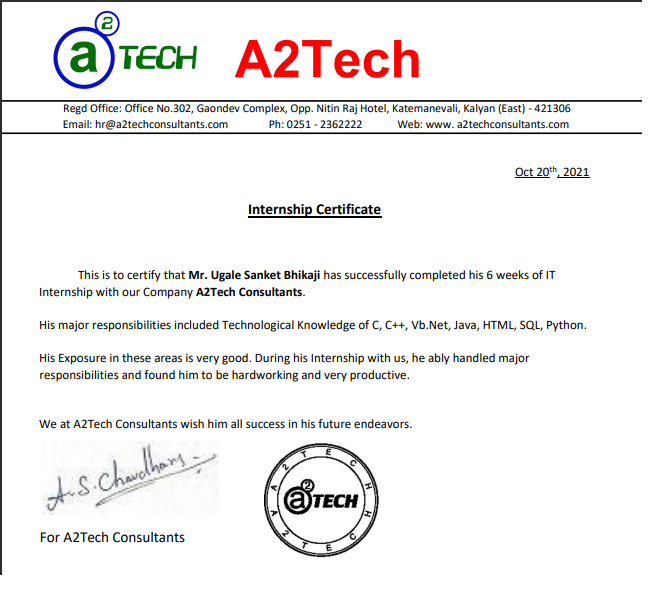 a2 TECH A2Tech
Regd Office: Office No.302, Gaondev Complex, Opp. Nitin Raj Hotel, Katemanevali, Kalyan (East) - 421306
Email: hr@a2techconsultants.com Ph: 0251 - 2362222 Web: www. a2techconsultants.com
Oct 20th, 2021
Internship Certificate
This is to certify that Mr. Ugale Sanket Bhikaji has successfully completed his 6 weeks of IT
Internship with our Company A2Tech Consultants.
His major responsibilities included Technological Knowledge of C, C++, Vb.Net, Java, HTML, SQL, Python.
His Exposure in these areas is very good. During his Internship with us, he ably handled major
responsibilities and found him to be hardworking and very productive.
We at A2Tech Consultants wish him all success in his future endeavors.
A.S. Chaudhari
A2TECH
a2TECH
A2TECH
For A2Tech Consultants